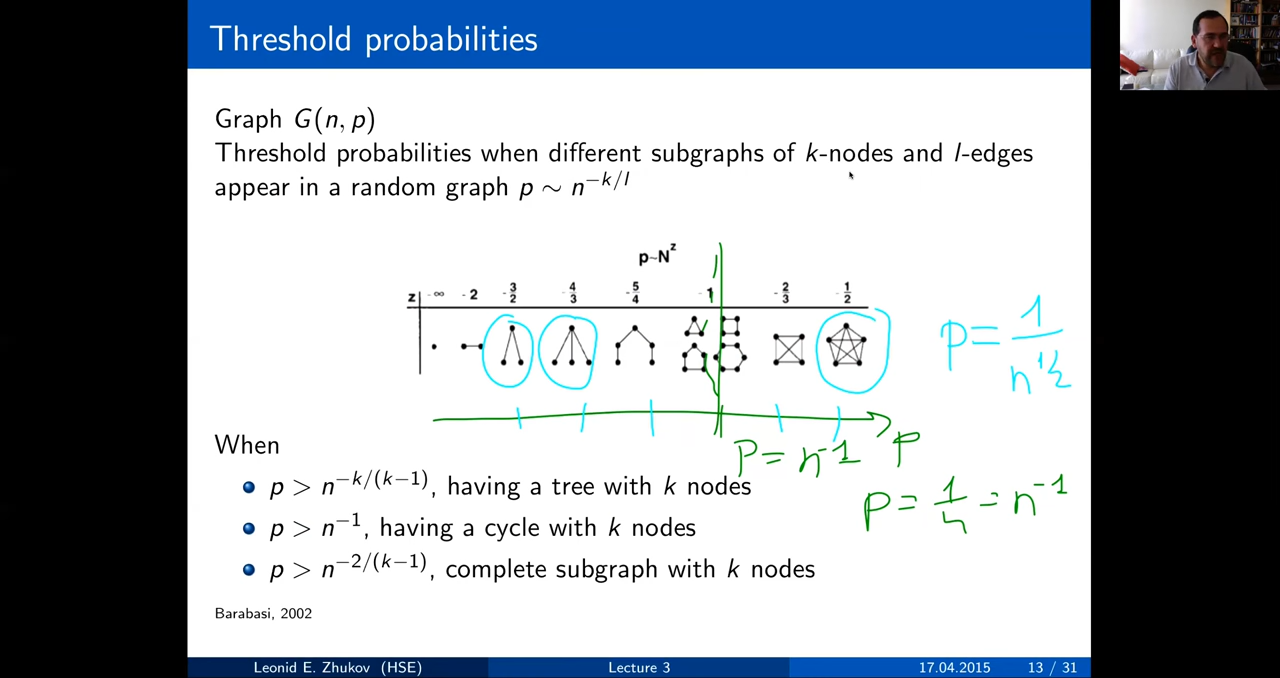 Threshold probabilities
Graph G(n, p)
Threshold probabilities when different subgraphs of k-nodes and l-edges
appear in a random graph p ∼ n^{−k/l}
p~N^z
z -∞ -2 -3/2 -4/3 -5/4 -1 -2/3 -1/2
p = 1/n^{1/2}
When
P = n^{-1} P
p > n^{−k/(k−1)}, having a tree with k nodes
p = 1/n = n^{-1}
p > n^{−1}, having a cycle with k nodes
p > n^{−2/(k−1)}, complete subgraph with k nodes
Barabasi, 2002
Leonid E. Zhukov (HSE) Lecture 3 17.04.2015 13 / 31